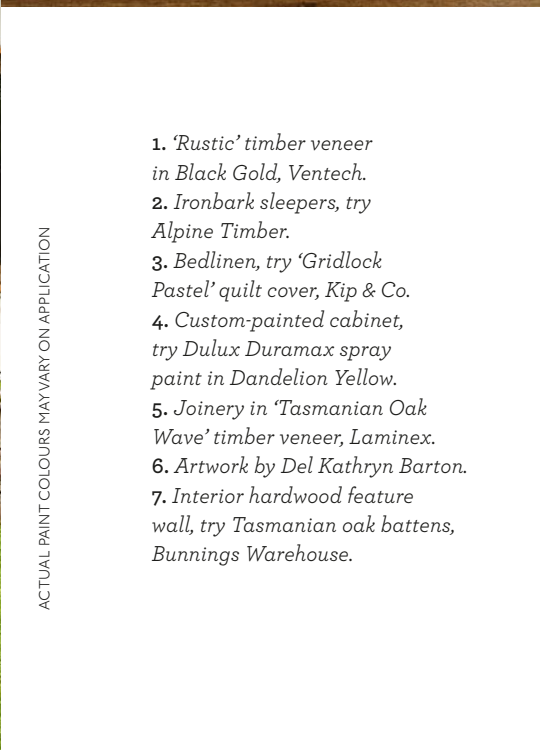 ACTUAL PAINT COLOURS MAY VARY ON APPLICATION
1. ‘Rustic’ timber veneer
in Black Gold, Ventech.
2. Ironbark sleepers, try
Alpine Timber.
3. Bedlinen, try ‘Gridlock
Pastel’ quilt cover, Kip & Co.
4. Custom-painted cabinet,
try Dulux Duramax spray
paint in Dandelion Yellow.
5. Joinery in ‘Tasmanian Oak
Wave’ timber veneer, Laminex.
6. Artwork by Del Kathryn Barton.
7. Interior hardwood feature
wall, try Tasmanian oak battens,
Bunnings Warehouse.